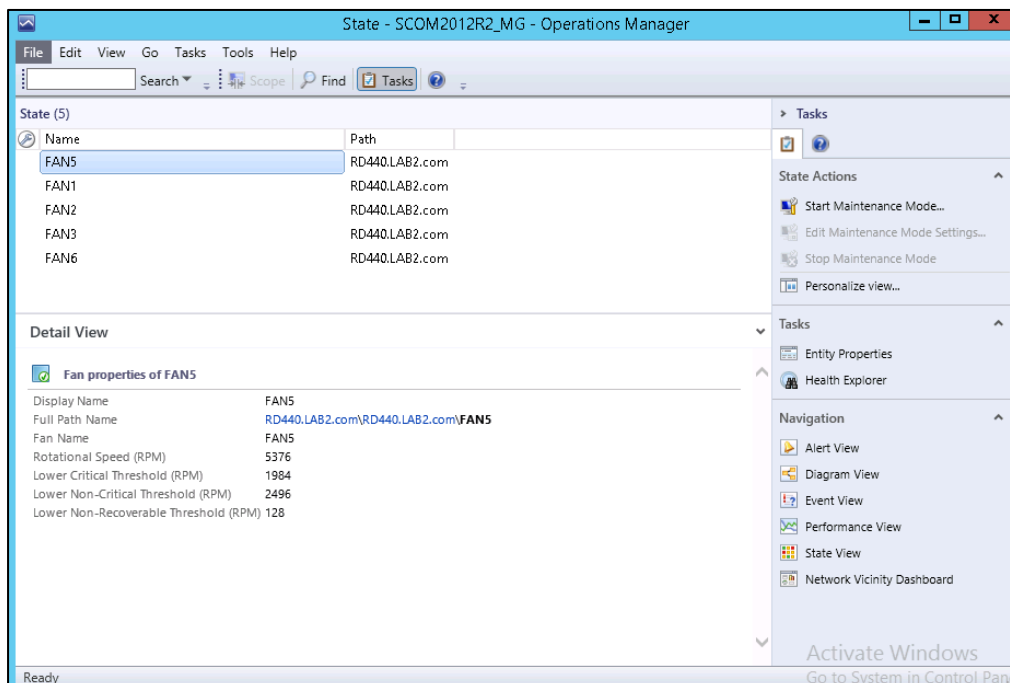 State - SCOM2012R2_MG - Operations Manager
File Edit View Go Tasks Tools Help
Search Scope Find Tasks
State (5)
Name Path
FAN5 RD440.LAB2.com
FAN1 RD440.LAB2.com
FAN2 RD440.LAB2.com
FAN3 RD440.LAB2.com
FAN6 RD440.LAB2.com
Detail View
Fan properties of FAN5
Display Name FAN5
Full Path Name RD440.LAB2.com\RD440.LAB2.com\FAN5
Fan Name FAN5
Rotational Speed (RPM) 5376
Lower Critical Threshold (RPM) 1984
Lower Non-Critical Threshold (RPM) 2496
Lower Non-Recoverable Threshold (RPM) 128
Tasks
State Actions
Start Maintenance Mode...
Edit Maintenance Mode Settings...
Stop Maintenance Mode
Personalize view...
Tasks
Entity Properties
Health Explorer
Navigation
Alert View
Diagram View
Event View
Performance View
State View
Network Vicinity Dashboard
Activate Windows
Go to System in Control Pan
Ready